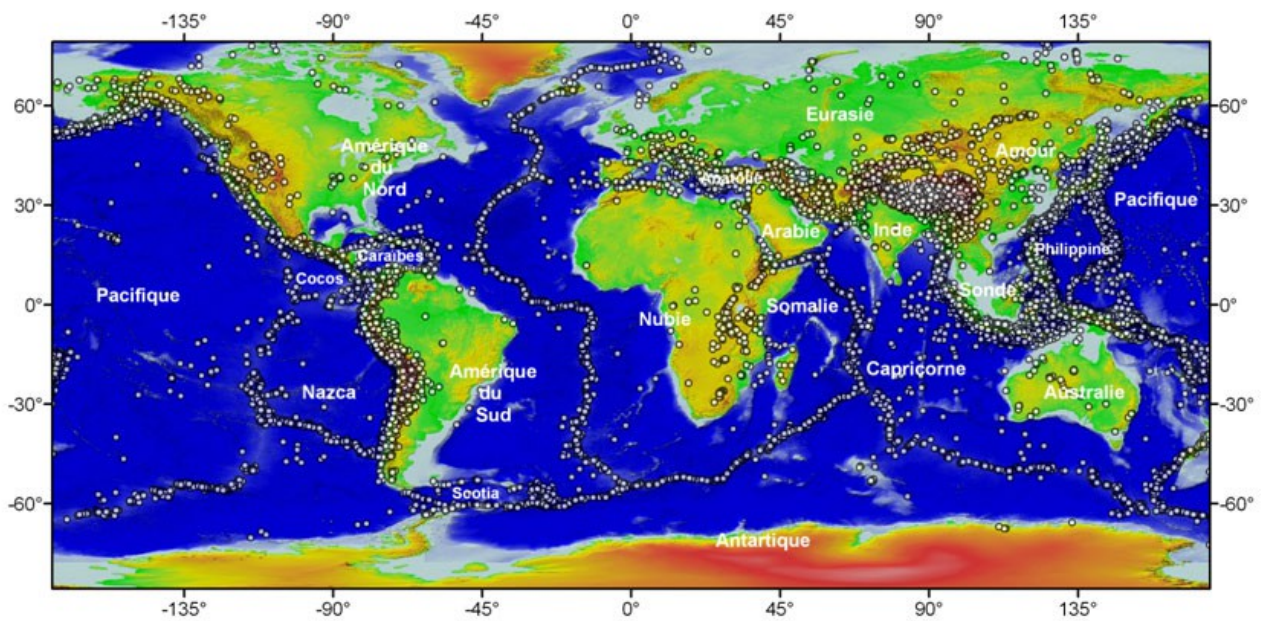 -135° -90° -45° 0° 45° 90° 135°
60° 60°
Eurasie
Amérique
du
Nord
Amour
Anatolie
Pacifique
30° 30°
Arabie
Inde
Philippine
Caraïbes
Cocos
Sonde
Pacifique
0° 0°
Nubie
Somalie
Capricorne
Nazca
Amérique
du
Sud
Australie
-30° -30°
Scotia
-60° -60°
Antartique
-135° -90° -45° 0° 45° 90° 135°